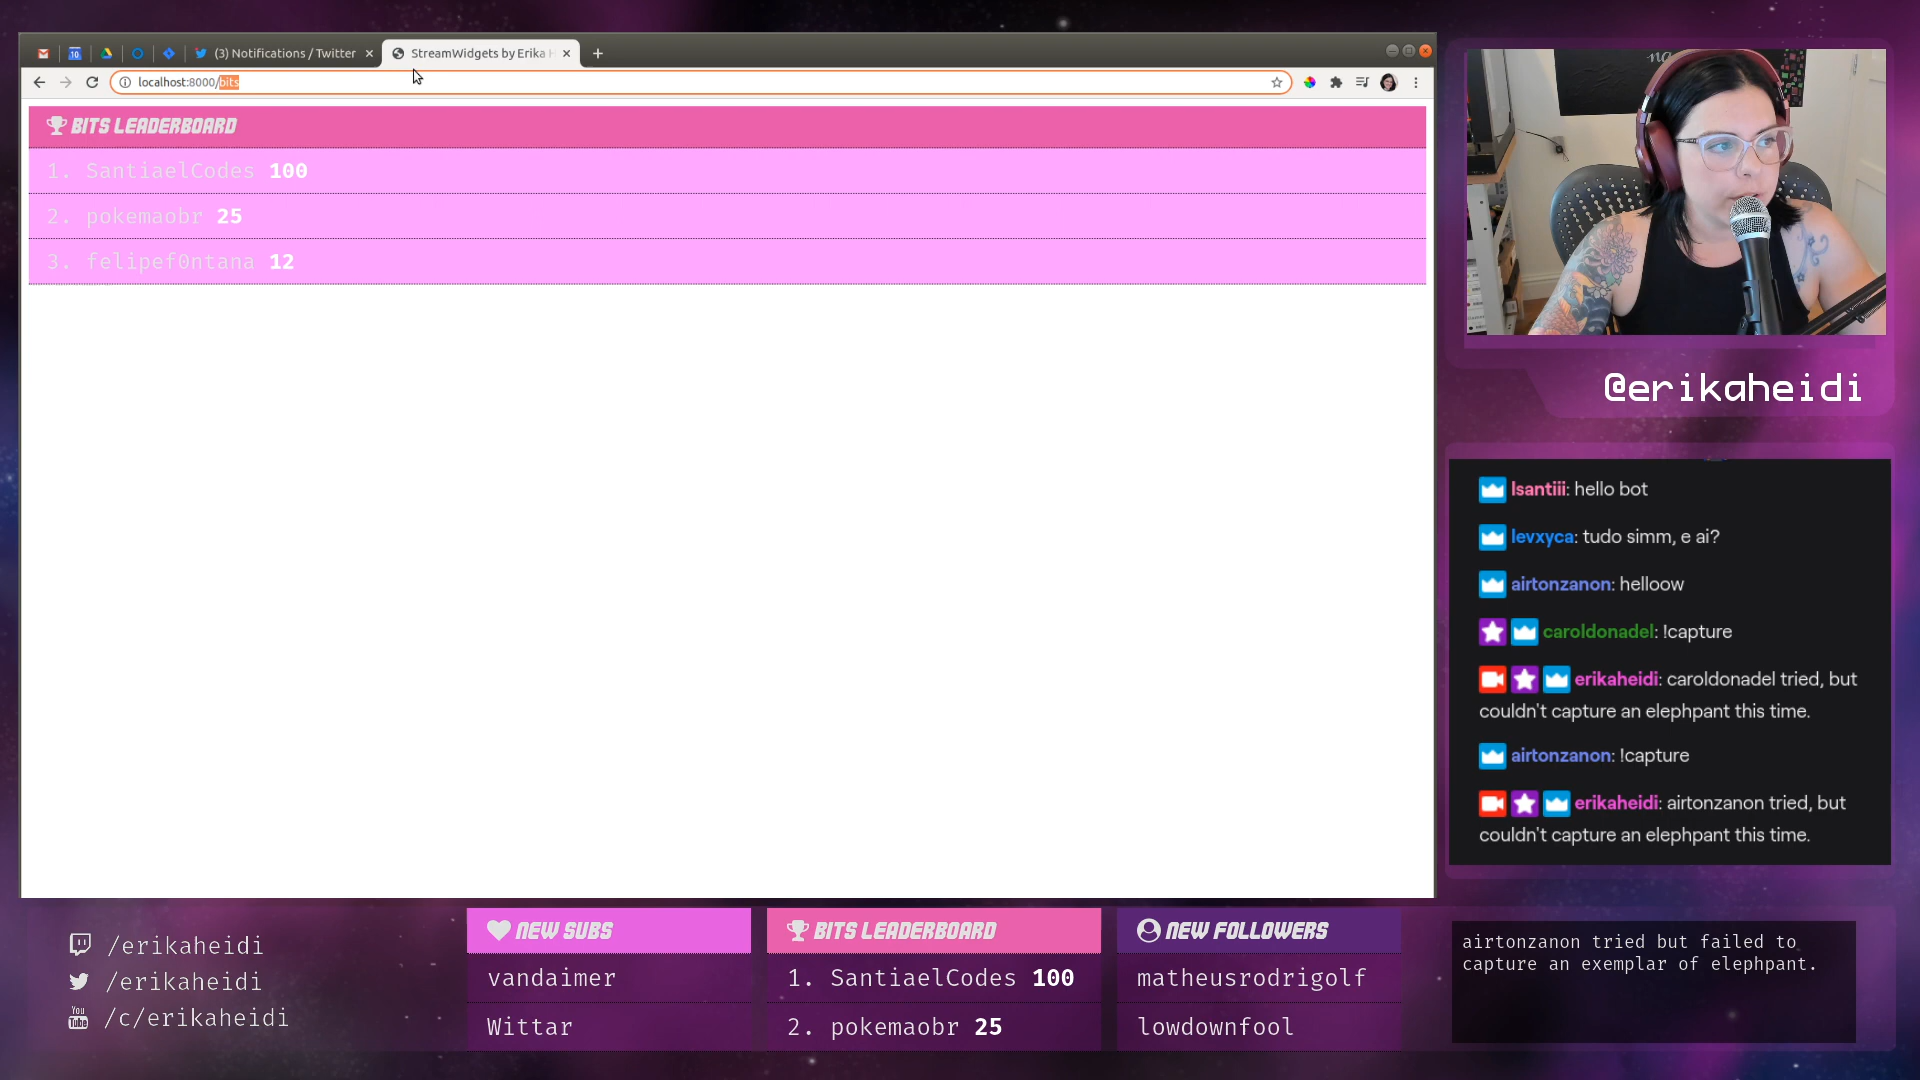 (3) Notifications / Twitter
StreamWidgets by Erika H
localhost:8000/bits
BITS LEADERBOARD
1. SantiaelCodes 100
2. pokemaobr 25
3. felipef0ntana 12
@erikaheidi
lsantiii: hello bot
levxyca: tudo simm, e ai?
airtonzanon: helloow
caroldonadel: !capture
erikaheidi: caroldonadel tried, but
couldn't capture an elephpant this time.
airtonzanon: !capture
erikaheidi: airtonzanon tried, but
couldn't capture an elephpant this time.
/erikaheidi
/erikaheidi
You Tube /c/erikaheidi
NEW SUBS
vandaimer
Wittar
BITS LEADERBOARD
1. SantiaelCodes 100
2. pokemaobr 25
NEW FOLLOWERS
matheusrodrigolf
lowdownfool
airtonzanon tried but failed to
capture an exemplar of elephpant.